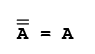 A̿ = A